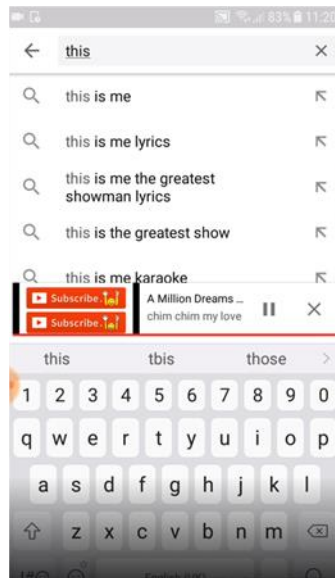 83% 11:20
this
this is me
this is me lyrics
this is me the greatest
showman lyrics
this is the greatest show
this is me karaoke
Subscribe
A Million Dreams ...
Subscribe
chim chim my love
this tbis those
1 2 3 4 5 6 7 8 9 0
q w e r t y u i o p
a s d f g h j k l
z x c v b n m
English (UK)